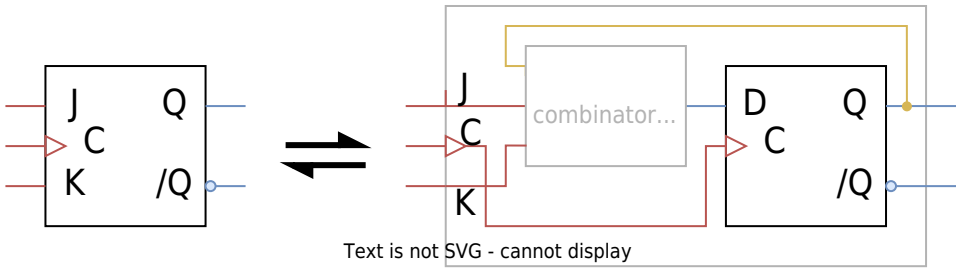 J Q
C
K /Q
J
C
K
combinator...
D Q
C
/Q
Text is not SVG - cannot display